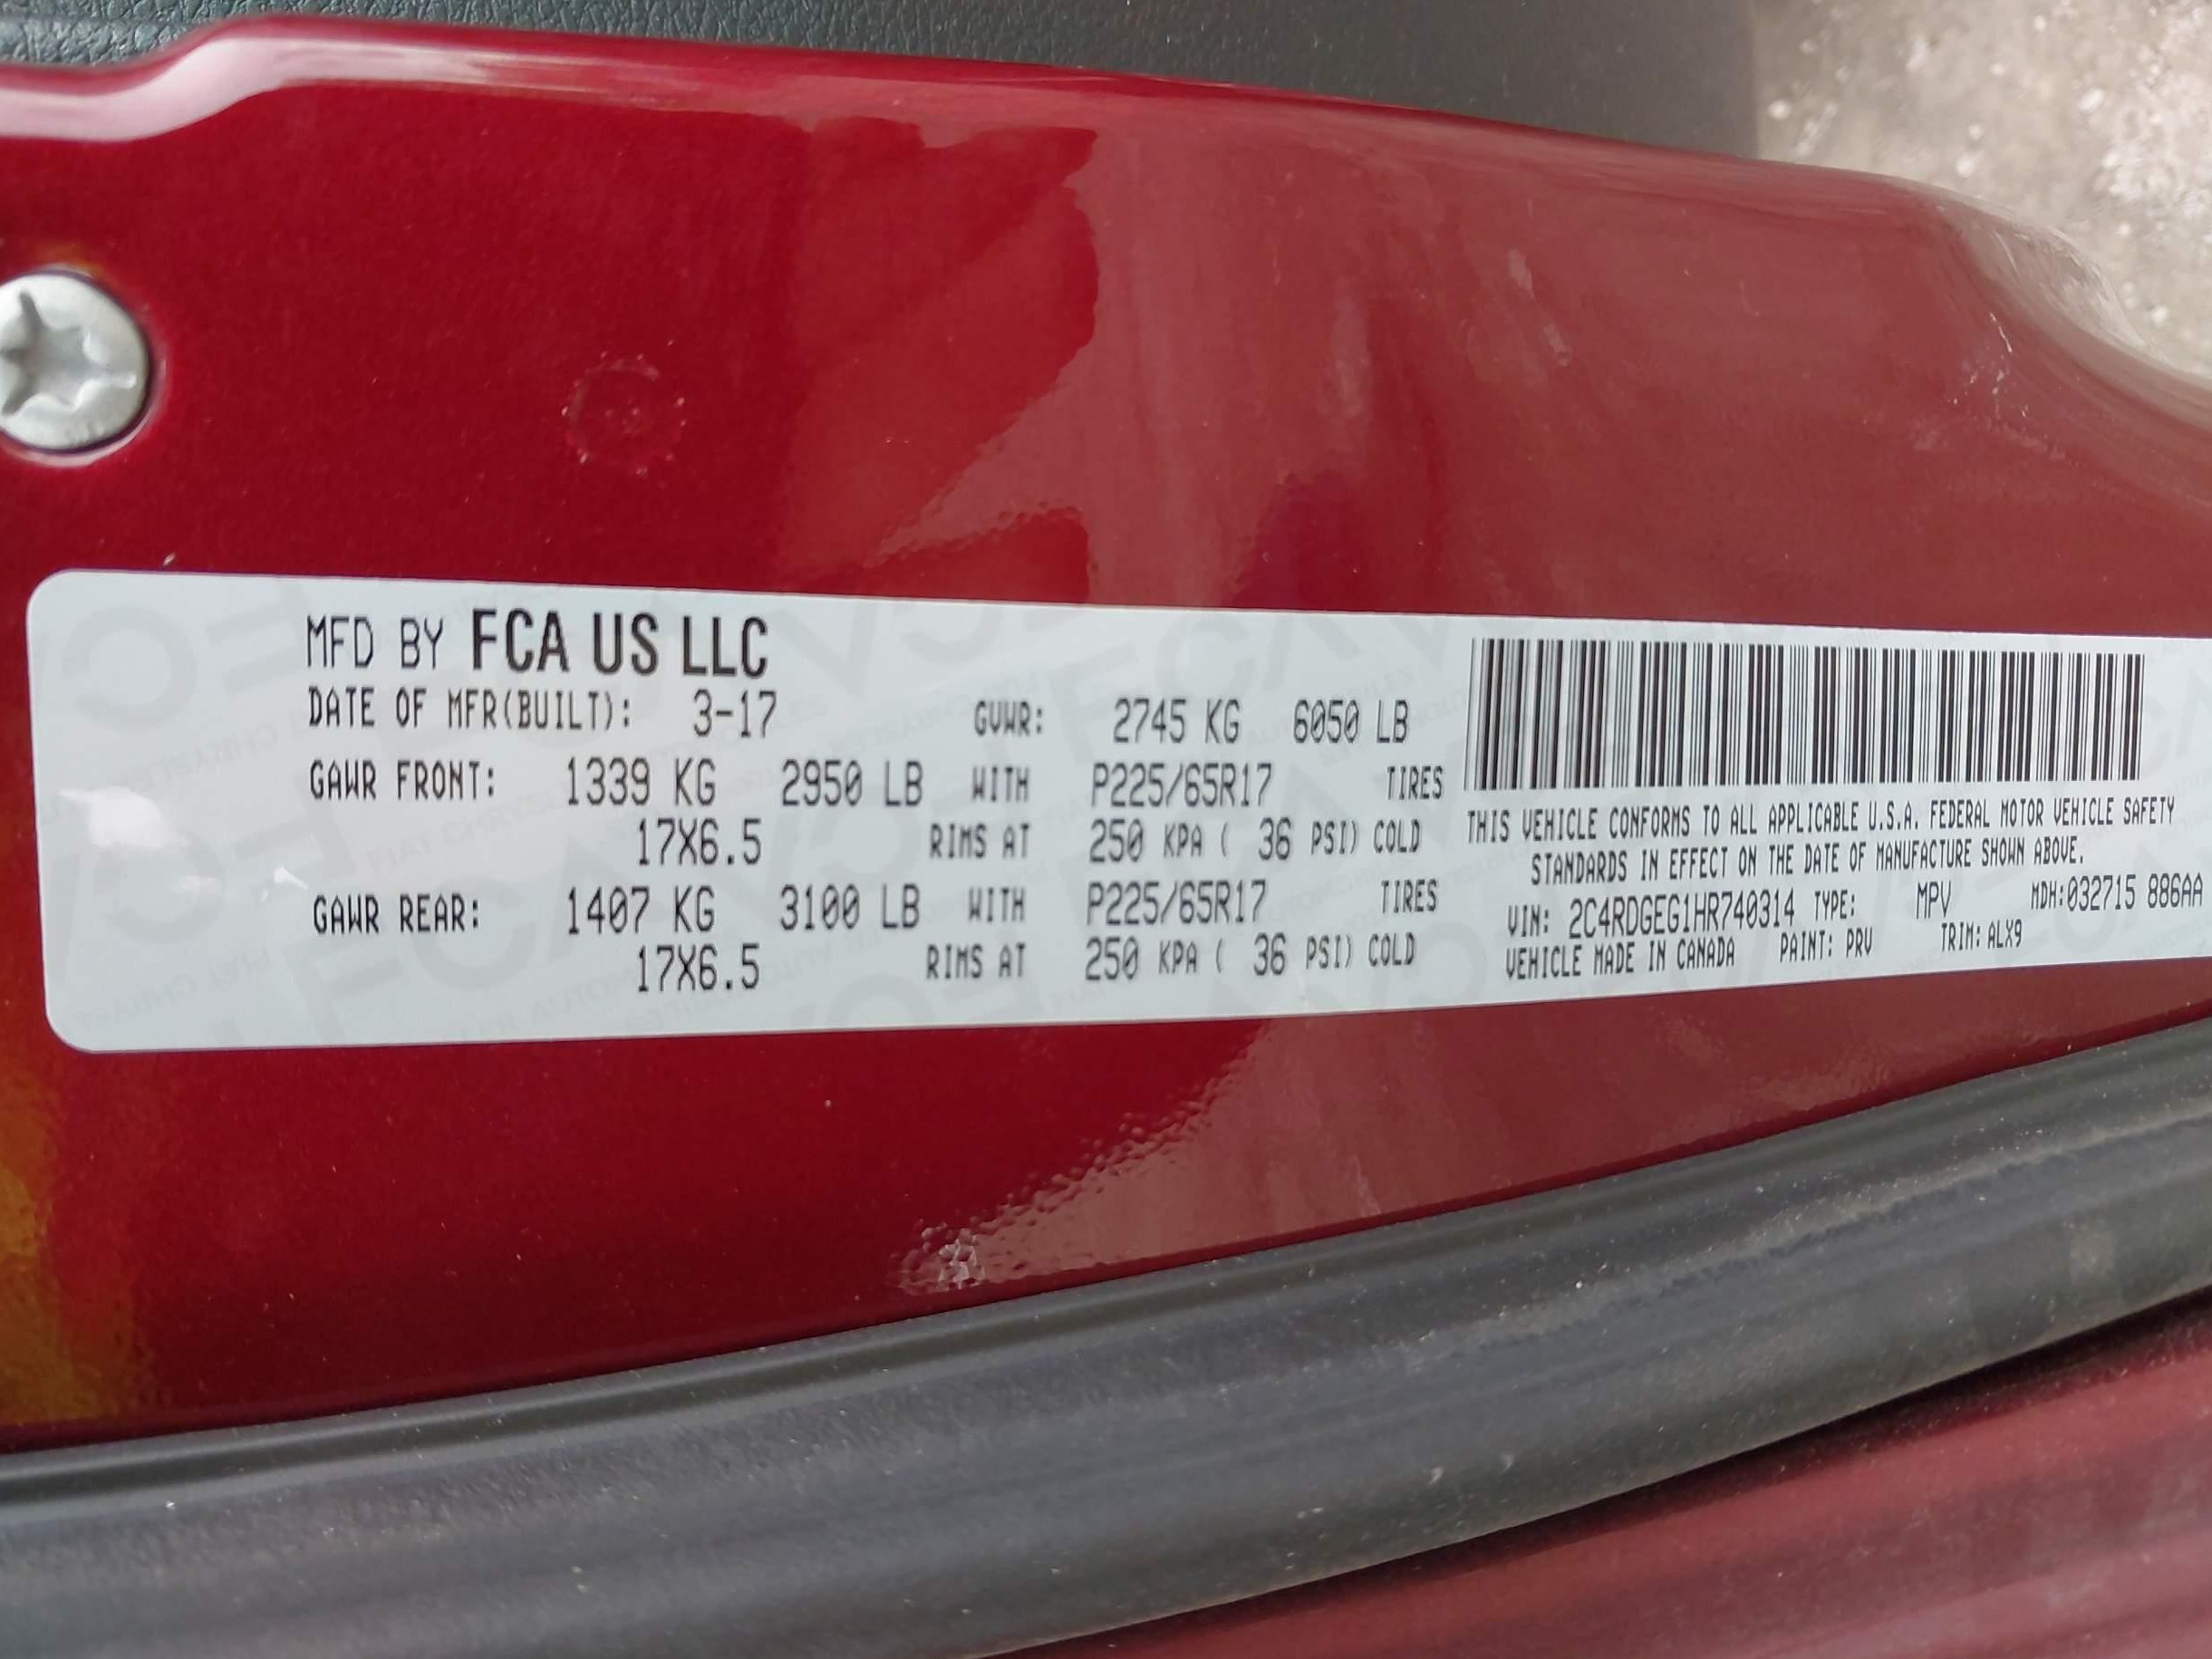 MFD BY FCA US LLC
DATE OF MFR(BUILT): 3-17 GVWR: 2745 KG 6050 LB
GAWR FRONT: 1339 KG 2950 LB WITH P225/65R17 TIRES
17X6.5 RIMS AT 250 KPA ( 36 PSI) COLD
GAWR REAR: 1407 KG 3100 LB WITH P225/65R17 TIRES
17X6.5 RIMS AT 250 KPA ( 36 PSI) COLD
THIS VEHICLE CONFORMS TO ALL APPLICABLE U.S.A. FEDERAL MOTOR VEHICLE SAFETY
STANDARDS IN EFFECT ON THE DATE OF MANUFACTURE SHOWN ABOVE.
VIN: 2C4RDGEG1HR740314 TYPE: MPV MDH:032715 886AA
VEHICLE MADE IN CANADA PAINT: PRV TRIM: ALX9